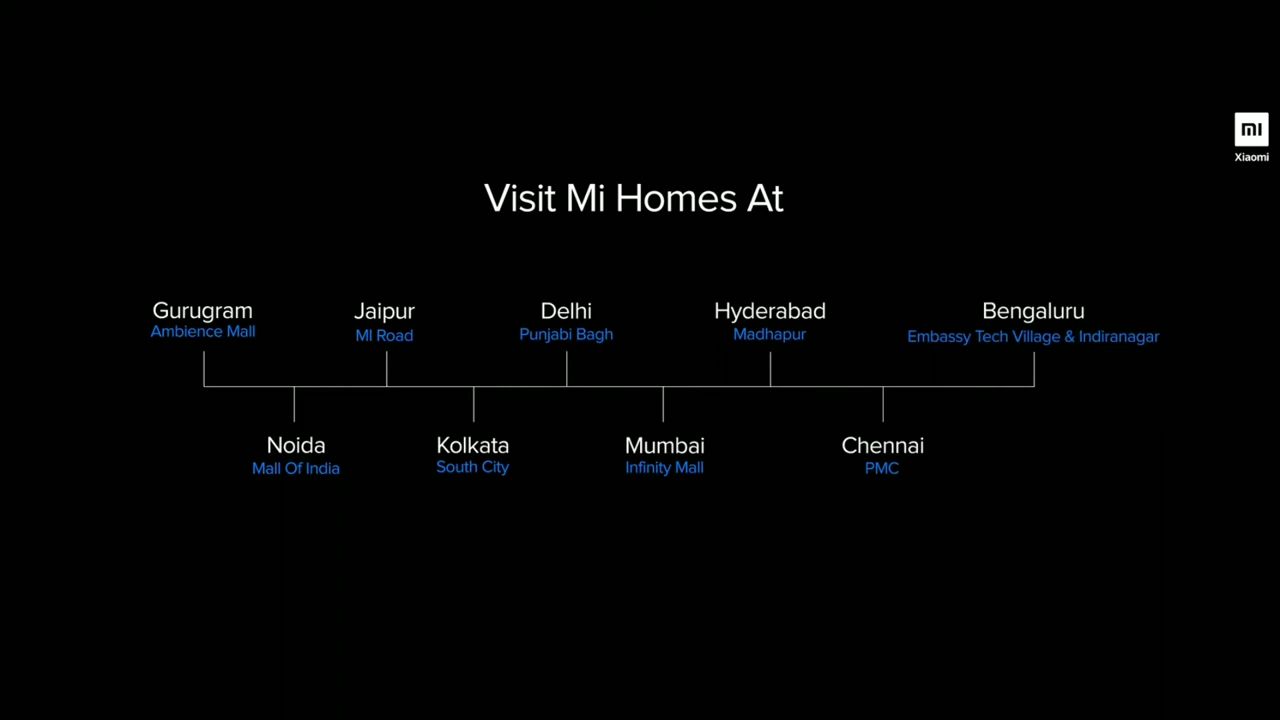 mi
Xiaomi
Visit Mi Homes At
Gurugram
Ambience Mall
Jaipur
MI Road
Delhi
Punjabi Bagh
Hyderabad
Madhapur
Bengaluru
Embassy Tech Village & Indiranagar
Noida
Mall Of India
Kolkata
South City
Mumbai
Infinity Mall
Chennai
PMC